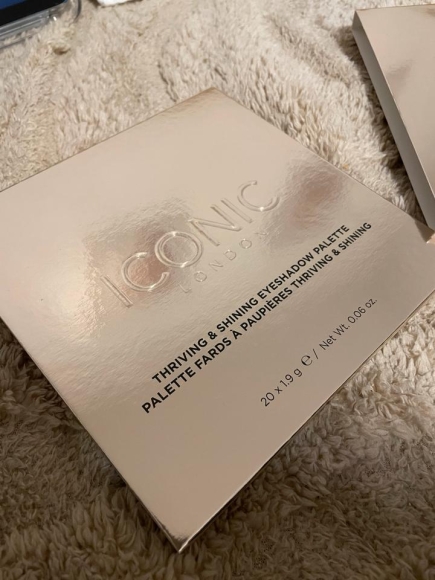 ICONIC
LONDON
THRIVING & SHINING EYESHADOW PALETTE
PALETTE FARDS À PAUPIÈRES THRIVING & SHINING
20 x 1.9 g ℮ / Net Wt. 0.06 oz.